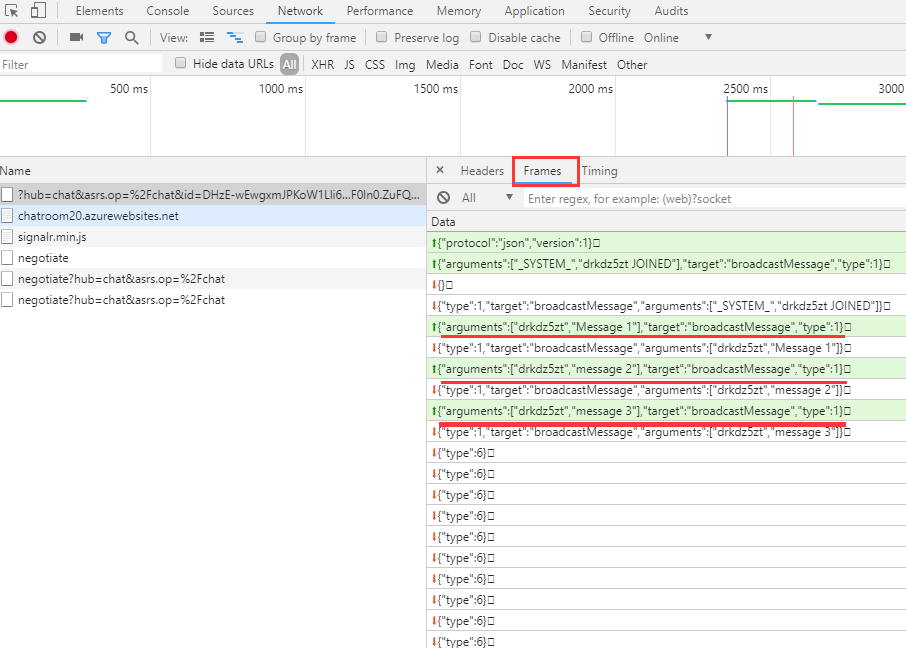 Elements Console Sources Network Performance Memory Application Security Audits
View: Group by frame Preserve log Disable cache Offline Online
Filter Hide data URLs All XHR JS CSS Img Media Font Doc WS Manifest Other
500 ms 1000 ms 1500 ms 2000 ms 2500 ms 3000
Name
?hub=chat&asrs.op=%2Fchat&id=DHzE-wEwgxmJPKoW1Lli6...F0In0.ZuFQ...
chatroom20.azurewebsites.net
signalr.min.js
negotiate
negotiate?hub=chat&asrs.op=%2Fchat
negotiate?hub=chat&asrs.op=%2Fchat
× Headers Frames Timing
All Enter regex, for example: (web)?socket
Data
{"protocol":"json","version":1}
{"arguments":["_SYSTEM_","drkdz5zt JOINED"],"target":"broadcastMessage","type":1}
{}
{"type":1,"target":"broadcastMessage","arguments":["_SYSTEM_","drkdz5zt JOINED"]}
{"arguments":["drkdz5zt","Message 1"],"target":"broadcastMessage","type":1}
{"type":1,"target":"broadcastMessage","arguments":["drkdz5zt","Message 1"]}
{"arguments":["drkdz5zt","message 2"],"target":"broadcastMessage","type":1}
{"type":1,"target":"broadcastMessage","arguments":["drkdz5zt","message 2"]}
{"arguments":["drkdz5zt","message 3"],"target":"broadcastMessage","type":1}
{"type":1,"target":"broadcastMessage","arguments":["drkdz5zt","message 3"]}
{"type":6}
{"type":6}
{"type":6}
{"type":6}
{"type":6}
{"type":6}
{"type":6}
{"type":6}
{"type":6}
{"type":6}